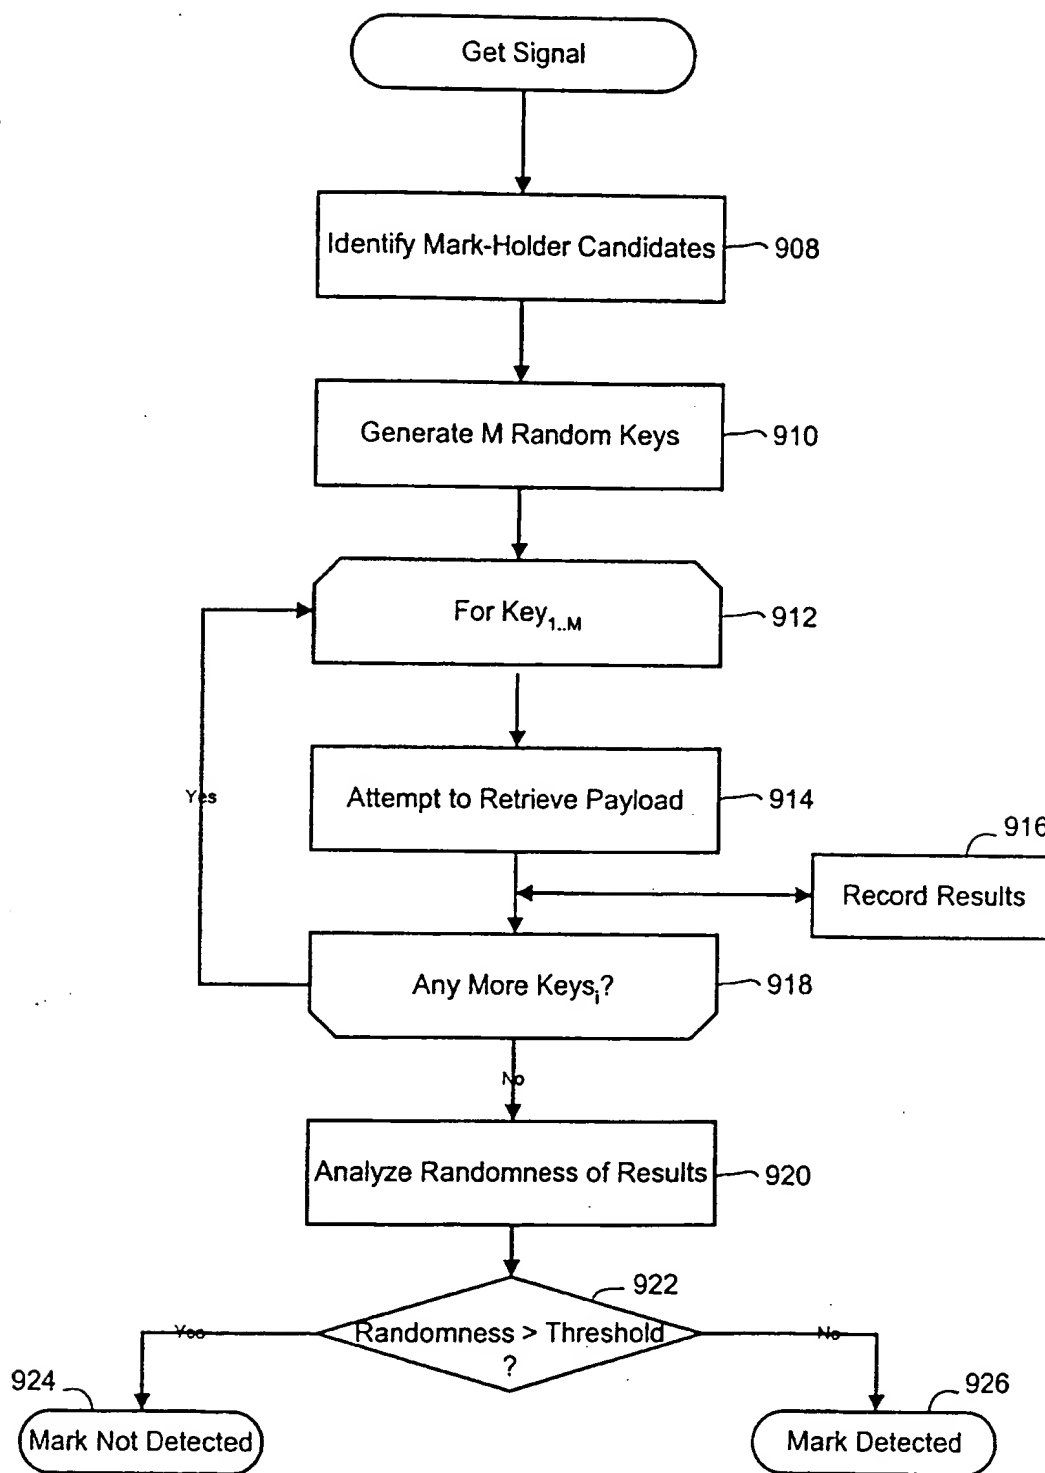 Get Signal
Identify Mark-Holder Candidates
908
Generate M Random Keys
910
For Key1..M
912
Attempt to Retrieve Payload
914
916
Record Results
Yes
Any More Keysi?
918
No
Analyze Randomness of Results
920
922
Randomness > Threshold
?
Yes
No
924
Mark Not Detected
926
Mark Detected